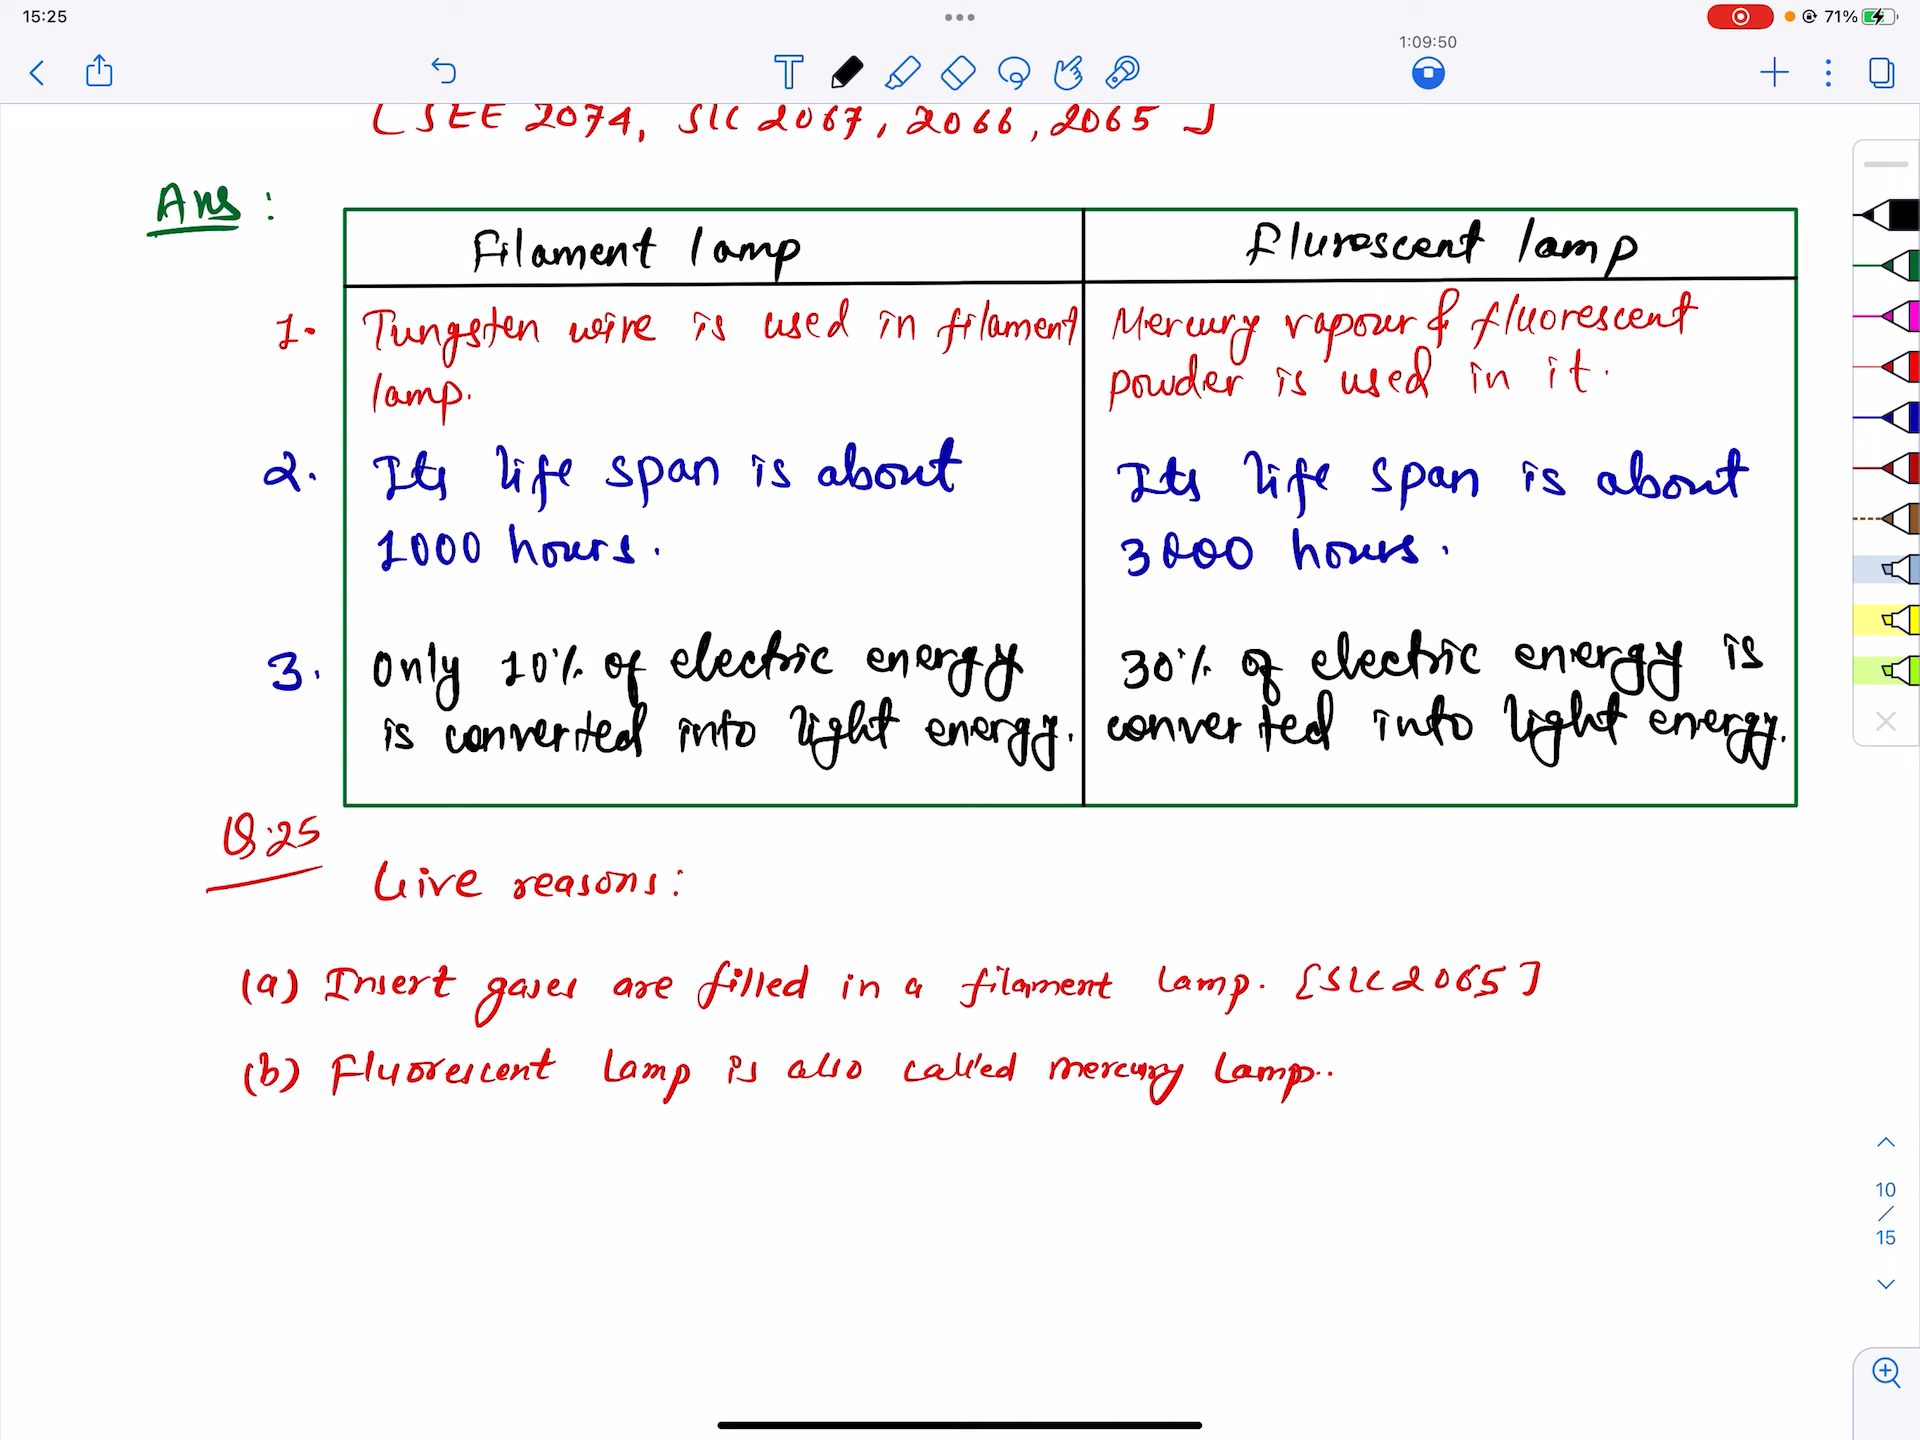 15:25
71%
1:09:50
[SEE 2074, SLC 2067, 2066, 2065]
Ans :
Filament lamp
Flurescent lamp
1. Tungsten wire is used in filament
lamp.
Mercury vapour & fluorescent
powder is used in it.
2. Its life span is about
1000 hours.
Its life span is about
3000 hours.
3. Only 10% of electric energy
is converted into light energy.
30% of electric energy is
converted into light energy.
Q.25
Give reasons:
(a) Insert gases are filled in a filament lamp. [SLC 2065]
(b) Fluorescent lamp is also called mercury lamp..
10
/
15